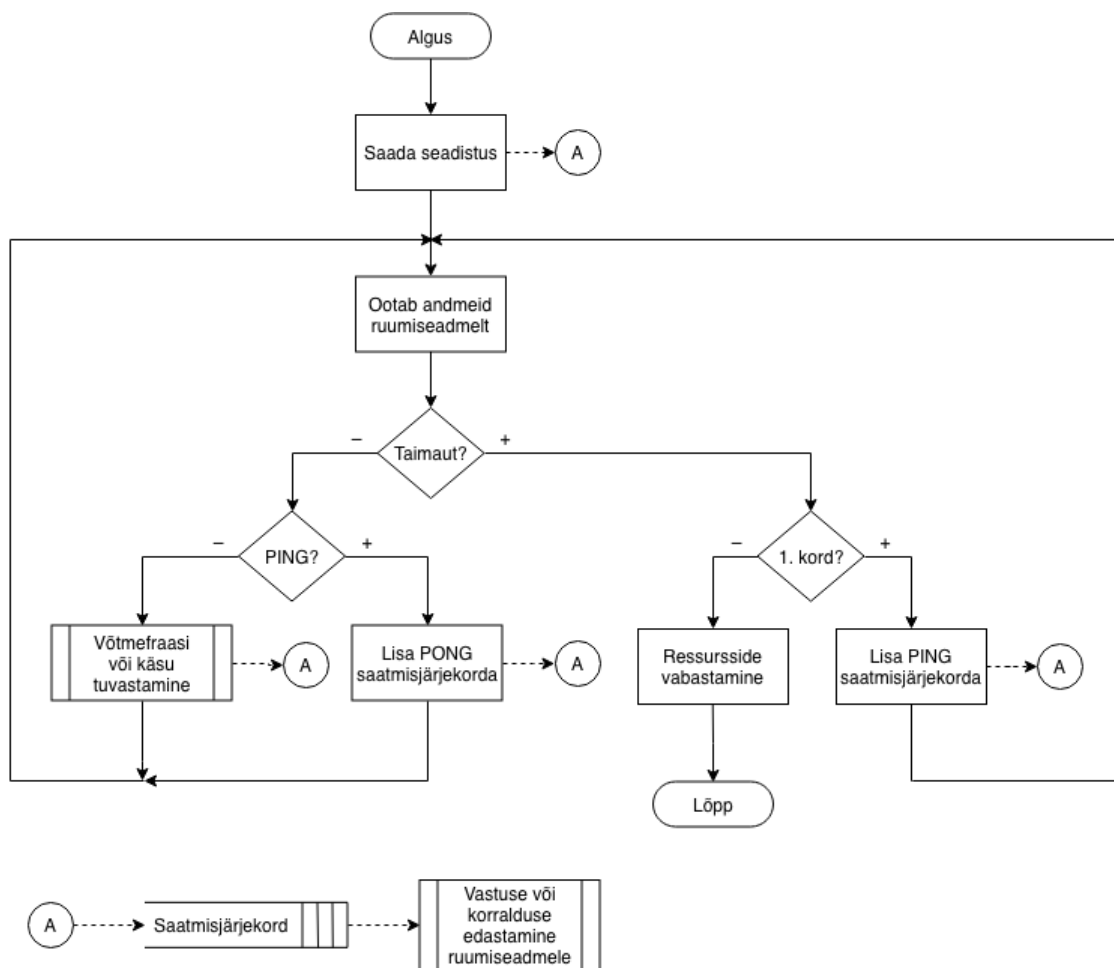 Algus
Saada seadistus
A
Ootab andmeid
ruumiseadmelt
Taimaut?
–
+
PING?
–
+
1. kord?
–
+
Võtmefraasi
või käsu
tuvastamine
A
Lisa PONG
saatmisjärjekorda
A
Ressursside
vabastamine
Lisa PING
saatmisjärjekorda
A
Lõpp
A
Saatmisjärjekord
Vastuse või
korralduse
edastamine
ruumiseadmele